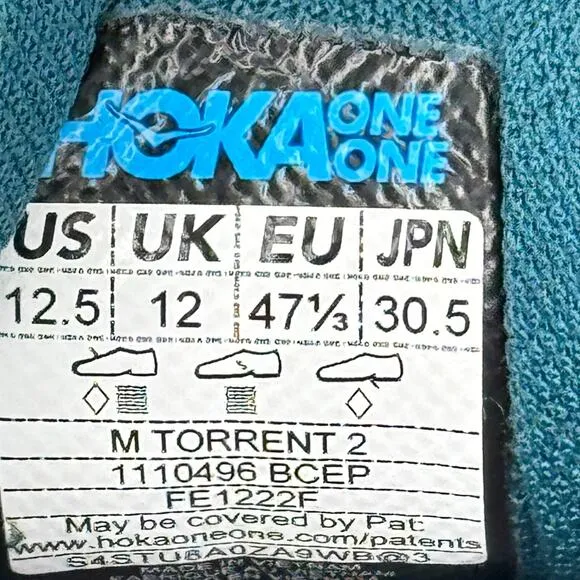 HOKA ONE ONE
US UK EU JPN
12.5 12 47⅓ 30.5
M TORRENT 2
1110496 BCEP
FE1222F
May be covered by Pat:
www.hokaoneone.com/patents